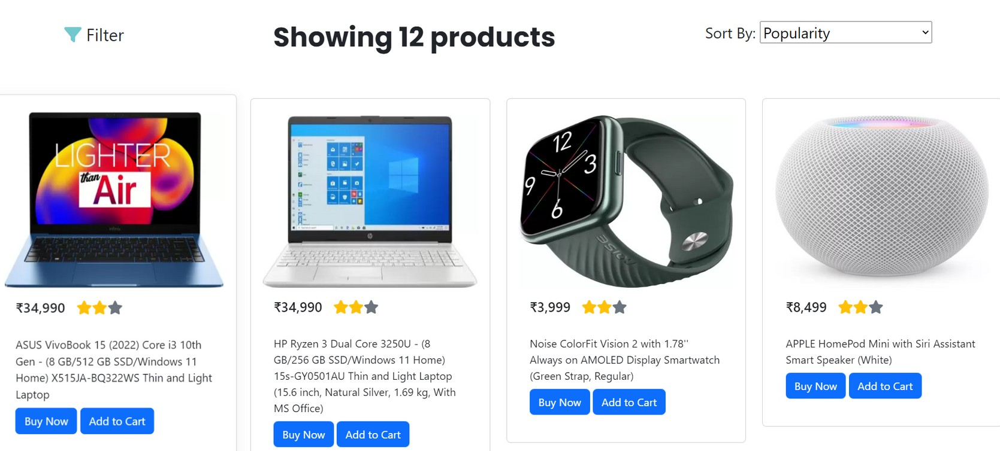 Filter
Showing 12 products
Sort By: Popularity
LIGHTER
than
Air
Infinix
hp
12
3
9
6
NOISE
₹34,990
ASUS VivoBook 15 (2022) Core i3 10th
Gen - (8 GB/512 GB SSD/Windows 11
Home) X515JA-BQ322WS Thin and Light
Laptop
Buy Now
Add to Cart
₹34,990
HP Ryzen 3 Dual Core 3250U - (8
GB/256 GB SSD/Windows 11 Home)
15s-GY0501AU Thin and Light Laptop
(15.6 inch, Natural Silver, 1.69 kg, With
MS Office)
Buy Now
Add to Cart
₹3,999
Noise ColorFit Vision 2 with 1.78''
Always on AMOLED Display Smartwatch
(Green Strap, Regular)
Buy Now
Add to Cart
₹8,499
APPLE HomePod Mini with Siri Assistant
Smart Speaker (White)
Buy Now
Add to Cart